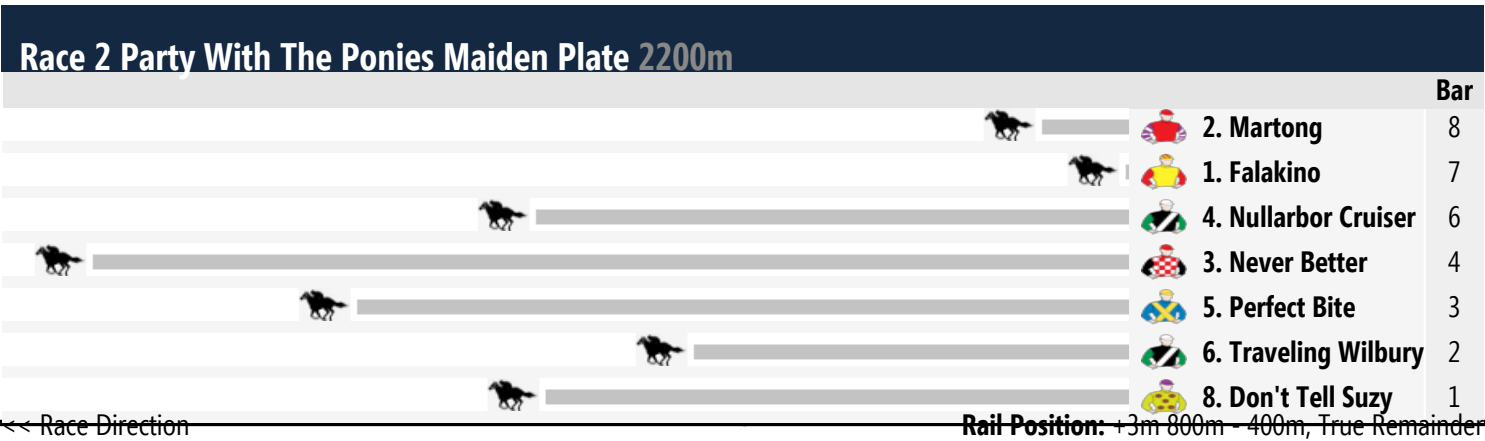 Race 2 Party With The Ponies Maiden Plate 2200m
Bar
2. Martong 8
1. Falakino 7
4. Nullarbor Cruiser 6
3. Never Better 4
5. Perfect Bite 3
6. Traveling Wilbury 2
8. Don't Tell Suzy 1
<< Race Direction Rail Position: +3m 800m - 400m, True Remainder